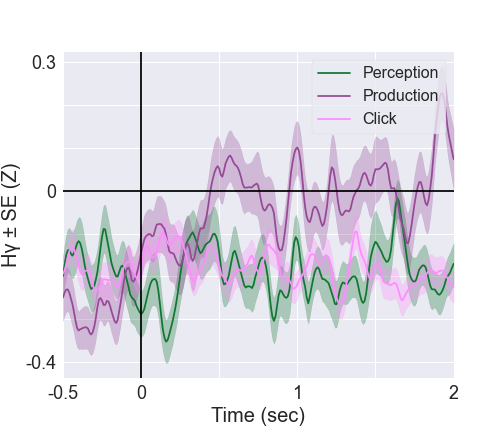 Hγ ± SE (Z)
0.3
0
-0.4
Perception
Production
Click
-0.5
0
1
2
Time (sec)